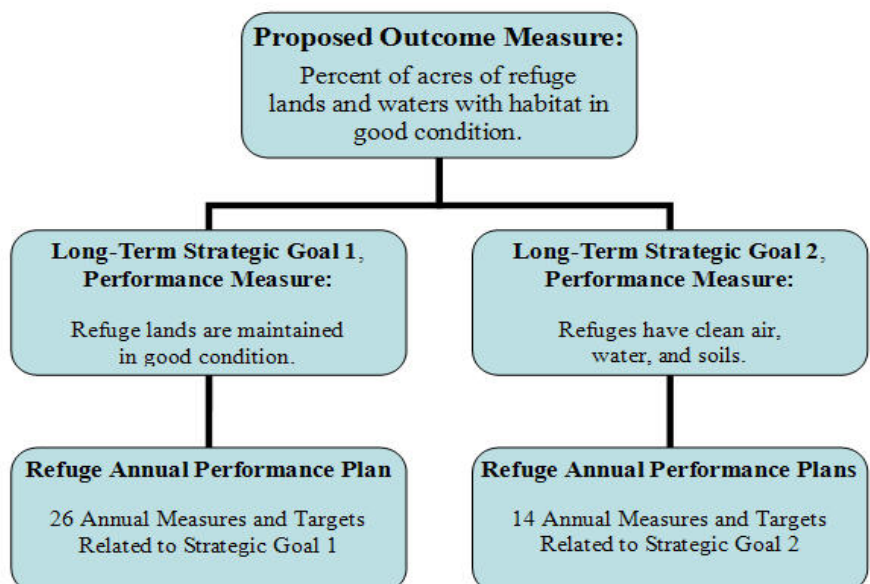 Proposed Outcome Measure:
Percent of acres of refuge
lands and waters with habitat in
good condition.
Long-Term Strategic Goal 1,
Performance Measure:
Refuge lands are maintained
in good condition.
Long-Term Strategic Goal 2,
Performance Measure:
Refuges have clean air,
water, and soils.
Refuge Annual Performance Plan
26 Annual Measures and Targets
Related to Strategic Goal 1
Refuge Annual Performance Plans
14 Annual Measures and Targets
Related to Strategic Goal 2